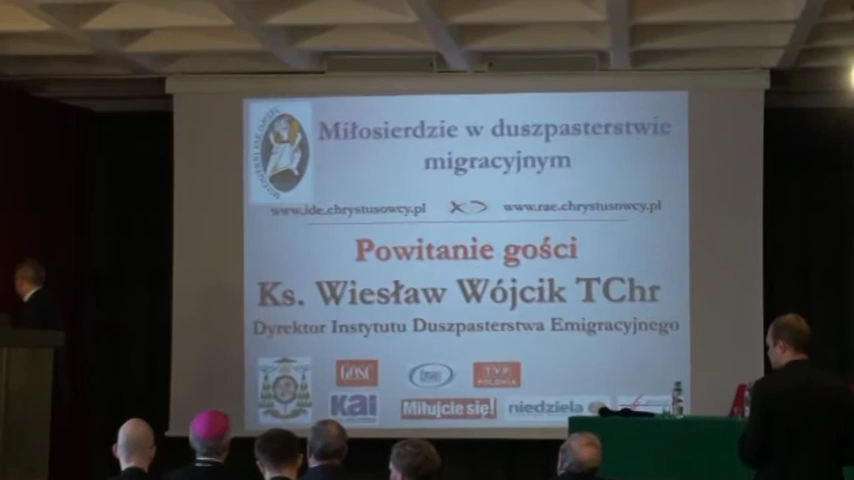 Miłosierdzie w duszpasterstwie
migracyjnym
www.ide.chrystusowcy.pl www.rae.chrystusowcy.pl
Powitanie gości
Ks. Wiesław Wójcik TChr
Dyrektor Instytutu Duszpasterstwa Emigracyjnego
GOŚĆ
TVP
POLONIA
KAI
Miłujcie się!
niedziela